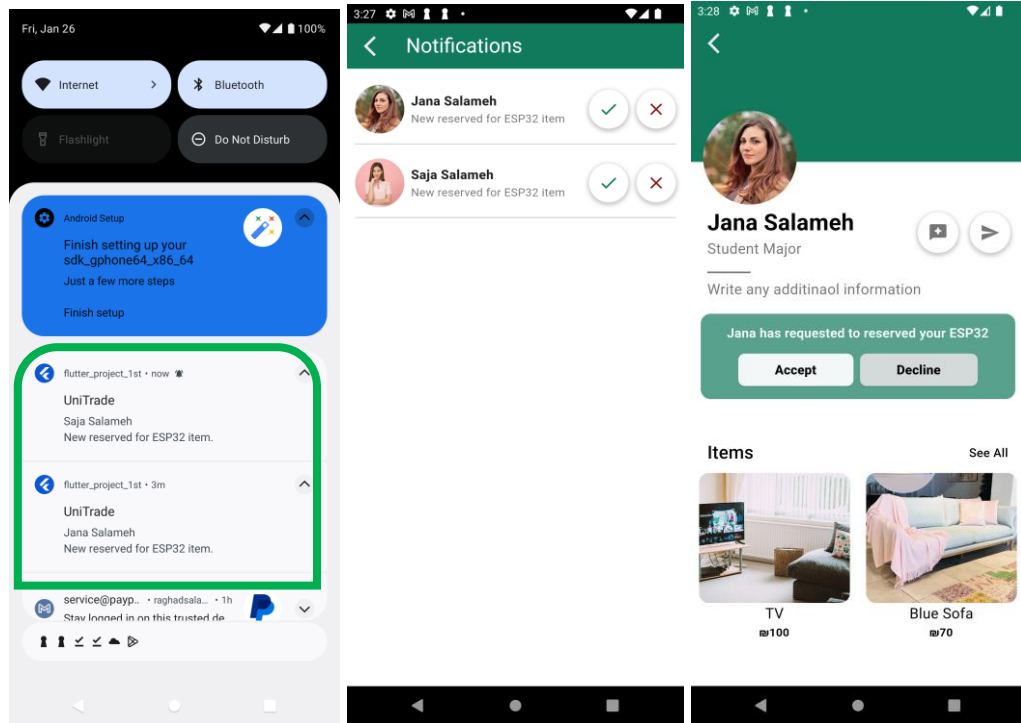 Fri, Jan 26
100%
Internet
Bluetooth
Flashlight
Do Not Disturb
Android Setup
Finish setting up your
sdk_gphone64_x86_64
Just a few more steps
Finish setup
flutter_project_1st • now
UniTrade
Saja Salameh
New reserved for ESP32 item.
flutter_project_1st • 3m
UniTrade
Jana Salameh
New reserved for ESP32 item.
service@payp.. • raghadsala... • 1h
Stay logged in on this trusted de
3:27
Notifications
Jana Salameh
New reserved for ESP32 item
Saja Salameh
New reserved for ESP32 item
3:28
Jana Salameh
Student Major
Write any additinaol information
Jana has requested to reserved your ESP32
Accept
Decline
Items
See All
TV
₪100
Blue Sofa
₪70